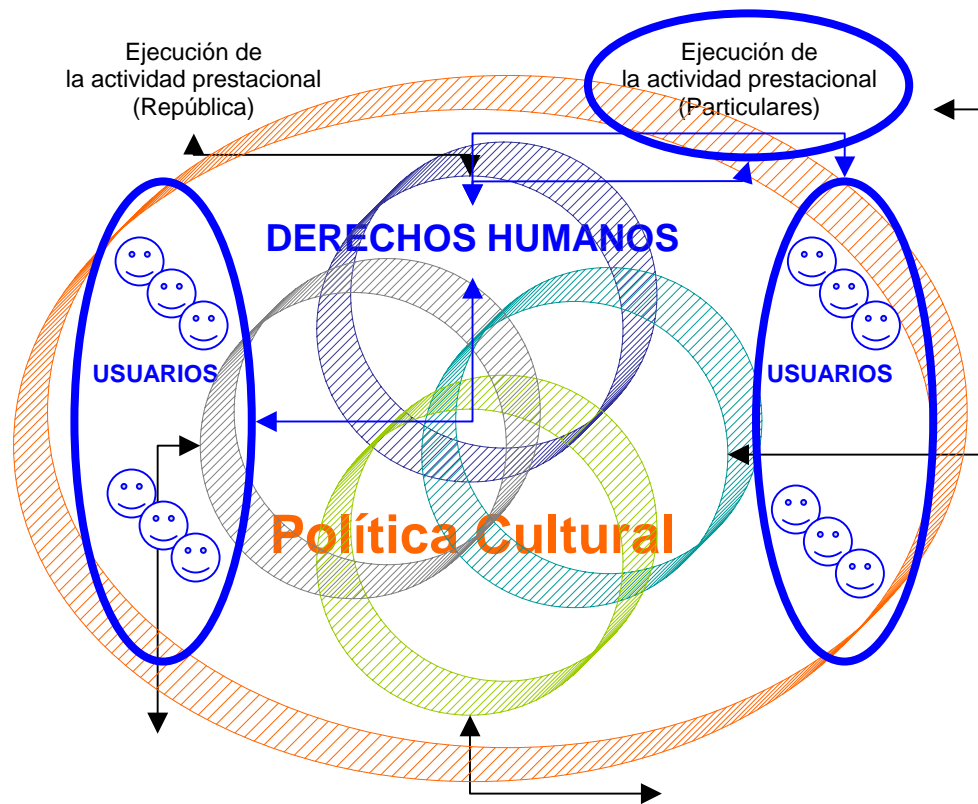 Ejecución de
la actividad prestacional
(República)
Ejecución de
la actividad prestacional
(Particulares)
DERECHOS HUMANOS
USUARIOS
USUARIOS
Política Cultural